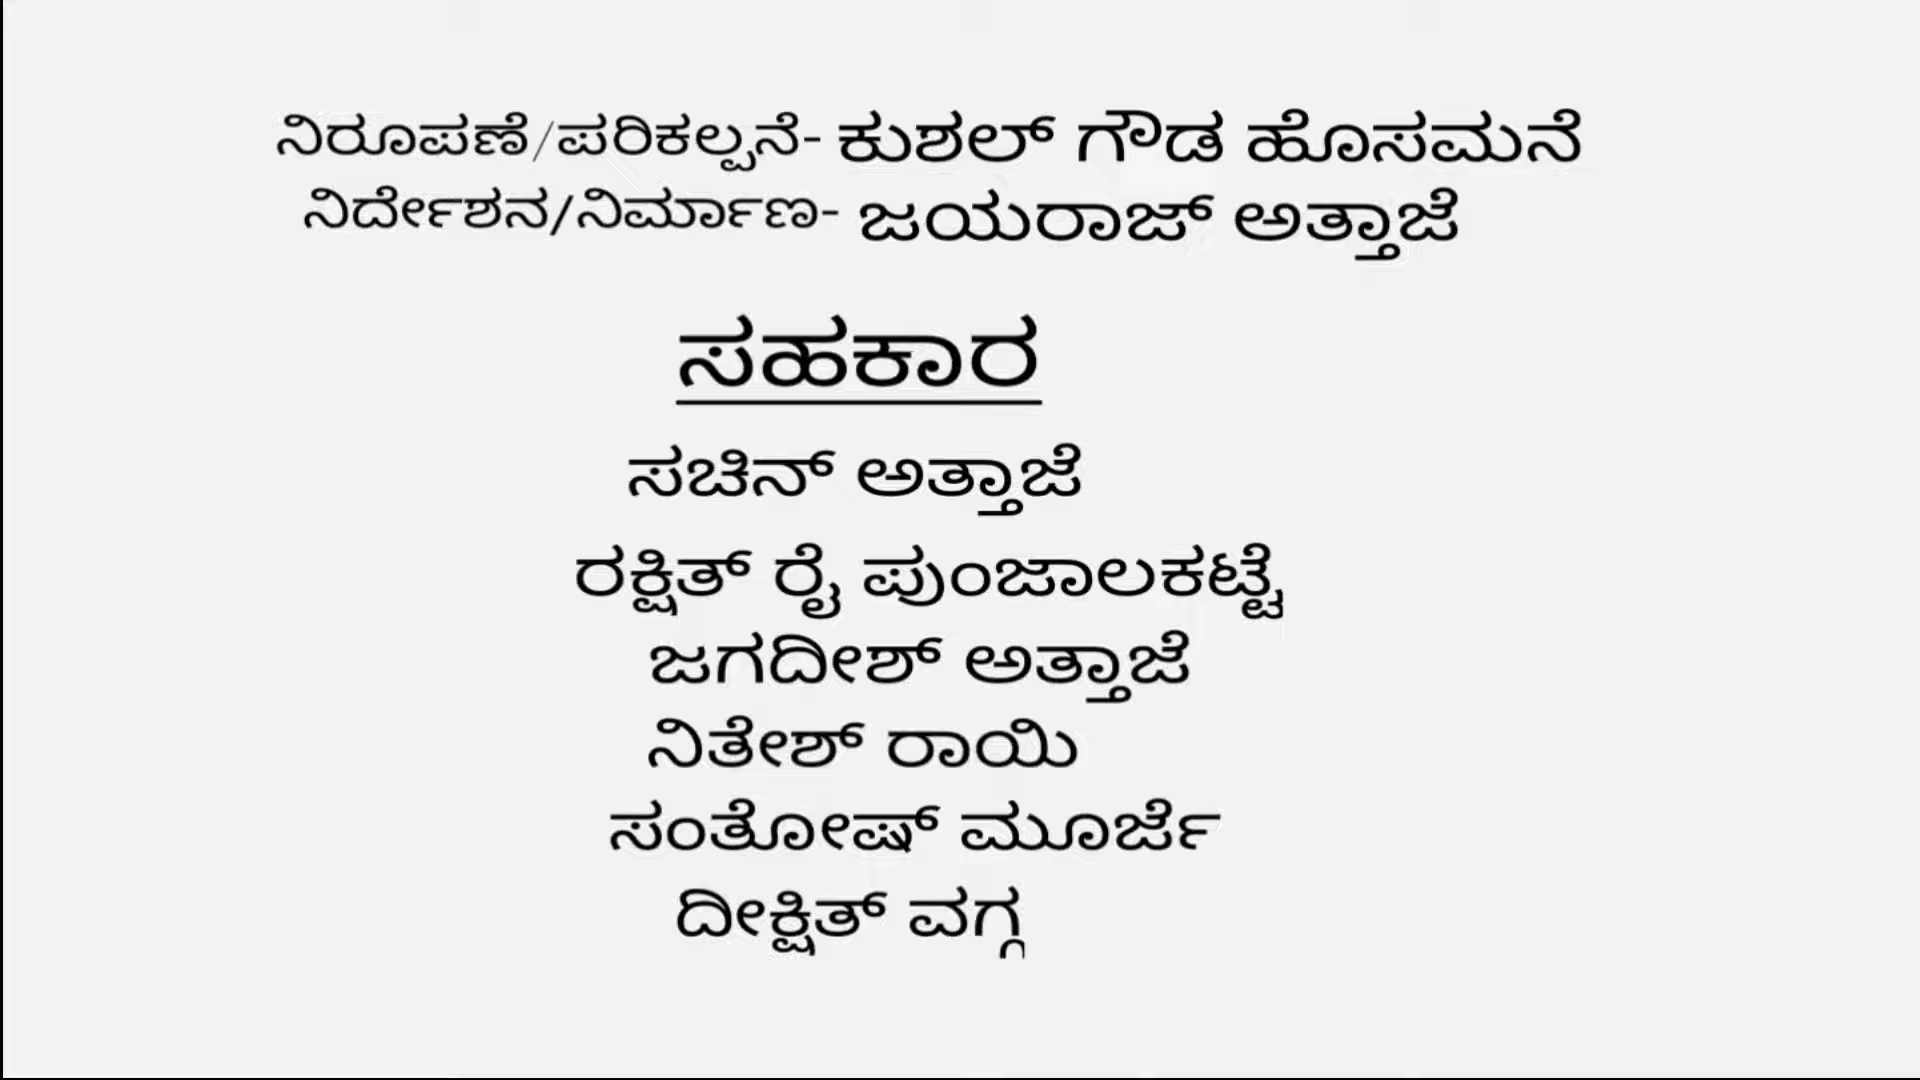 ನಿರೂಪಣೆ/ಪರಿಕಲ್ಪನೆ- ಕುಶಲ್ ಗೌಡ ಹೊಸಮನೆ
ನಿರ್ದೇಶನ/ನಿರ್ಮಾಣ- ಜಯರಾಜ್ ಅತ್ತಾಜೆ
ಸಹಕಾರ
ಸಚಿನ್ ಅತ್ತಾಜೆ
ರಕ್ಷಿತ್ ರೈ ಪುಂಜಾಲಕಟ್ಟೆ
ಜಗದೀಶ್ ಅತ್ತಾಜೆ
ನಿತೇಶ್ ರಾಯಿ
ಸಂತೋಷ್ ಮೂರ್ಜೆ
ದೀಕ್ಷಿತ್ ವಗ್ಗ